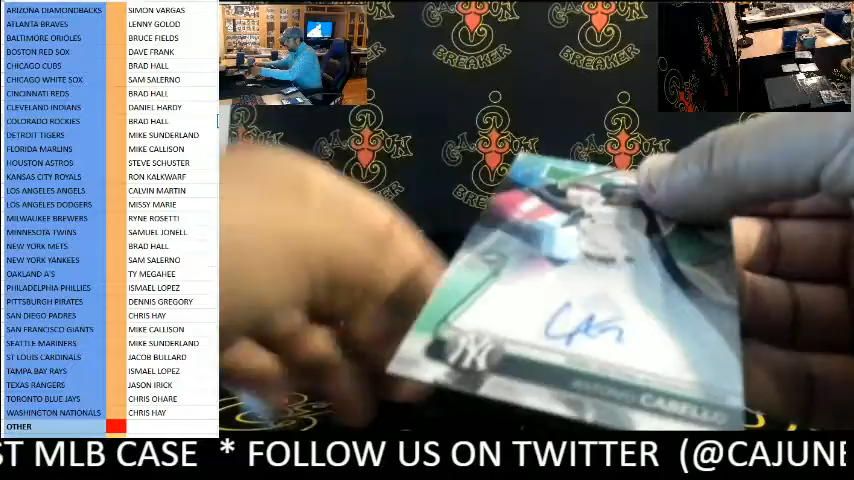 ARIZONA DIAMONDBACKS SIMON VARGAS
ATLANTA BRAVES LENNY GOLOD
BALTIMORE ORIOLES BRUCE FIELDS
BOSTON RED SOX DAVE FRANK
CHICAGO CUBS BRAD HALL
CHICAGO WHITE SOX SAM SALERNO
CINCINNATI REDS BRAD HALL
CLEVELAND INDIANS DANIEL HARDY
COLORADO ROCKIES BRAD HALL
DETROIT TIGERS MIKE SUNDERLAND
FLORIDA MARLINS MIKE CALLISON
HOUSTON ASTROS STEVE SCHUSTER
KANSAS CITY ROYALS RON KALKWARF
LOS ANGELES ANGELS CALVIN MARTIN
LOS ANGELES DODGERS MISSY MARIE
MILWAUKEE BREWERS RYNE ROSETTI
MINNESOTA TWINS SAMUEL JONELL
NEW YORK METS BRAD HALL
NEW YORK YANKEES SAM SALERNO
OAKLAND A'S TY MEGAHEE
PHILADELPHIA PHILLIES ISMAEL LOPEZ
PITTSBURGH PIRATES DENNIS GREGORY
SAN DIEGO PADRES CHRIS HAY
SAN FRANCISCO GIANTS MIKE CALLISON
SEATTLE MARINERS MIKE SUNDERLAND
ST LOUIS CARDINALS JACOB BULLARD
TAMPA BAY RAYS ISMAEL LOPEZ
TEXAS RANGERS JASON IRICK
TORONTO BLUE JAYS CHRIS OHARE
WASHINGTON NATIONALS CHRIS HAY
OTHER
BREAKER
BREAKER
BREAKER
NY
CABELLO
ST MLB CASE * FOLLOW US ON TWITTER (@CAJUNE